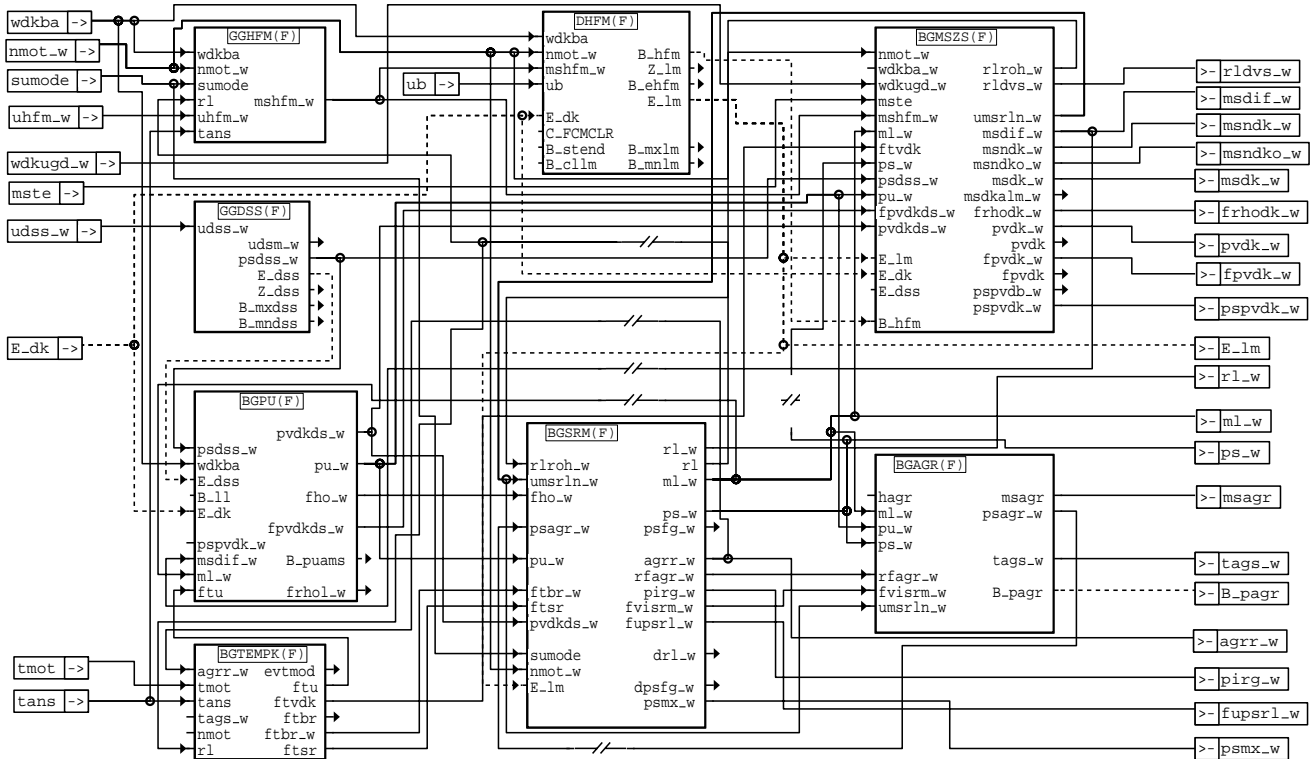 wdkba ->
nmot_w ->
sumode ->
uhfm_w ->
wdkugd_w ->
mste ->
udss_w ->
E_dk ->
tmot ->
tans ->
ub ->
GGHFM(F)
wdkba
nmot_w
sumode
rl mshfm_w
uhfm_w
tans
GGDSS(F)
udss_w
udsm_w
psdss_w
E_dss
Z_dss
B_mxdss
B_mndss
BGPU(F)
pvdkds_w
psdss_w
wdkba pu_w
E_dss
B_ll fho_w
E_dk
fpvdkds_w
pspvdk_w
msdif_w B_puams
ml_w
ftu frhol_w
BGTEMPK(F)
agrr_w evtmod
tmot ftu
tans ftvdk
tags_w ftbr
nmot ftbr_w
rl ftsr
DHFM(F)
wdkba
nmot_w B_hfm
mshfm_w Z_lm
ub B_ehfm
E_lm
E_dk
C_FCMCLR
B_stend B_mxlm
B_cllm B_mnlm
BGSRM(F)
rl_w
rlroh_w rl
umsrln_w ml_w
fho_w
ps_w
psagr_w psfg_w
pu_w agrr_w
rfagr_w
ftbr_w pirg_w
ftsr fvisrm_w
pvdkds_w fupsrl_w
sumode drl_w
nmot_w
E_lm dpsfg_w
psmx_w
BGMSZS(F)
nmot_w
wdkba_w rlroh_w
wdkugd_w rldvs_w
mste
mshfm_w umsrln_w
ml_w msdif_w
ftvdk msndk_w
ps_w msndko_w
psdss_w msdk_w
pu_w msdkalm_w
fpvdkds_w frhodk_w
pvdkds_w pvdk_w
pvdk
E_lm fpvdk_w
E_dk fpvdk
E_dss pspvdb_w
pspvdk_w
B_hfm
BGAGR(F)
hagr msagr
ml_w psagr_w
pu_w
ps_w
tags_w
rfagr_w
fvisrm_w B_pagr
umsrln_w
>- rldvs_w
>- msdif_w
>- msndk_w
>- msndko_w
>- msdk_w
>- frhodk_w
>- pvdk_w
>- fpvdk_w
>- pspvdk_w
>- E_lm
>- rl_w
>- ml_w
>- ps_w
>- msagr
>- tags_w
>- B_pagr
>- agrr_w
>- pirg_w
>- fupsrl_w
>- psmx_w